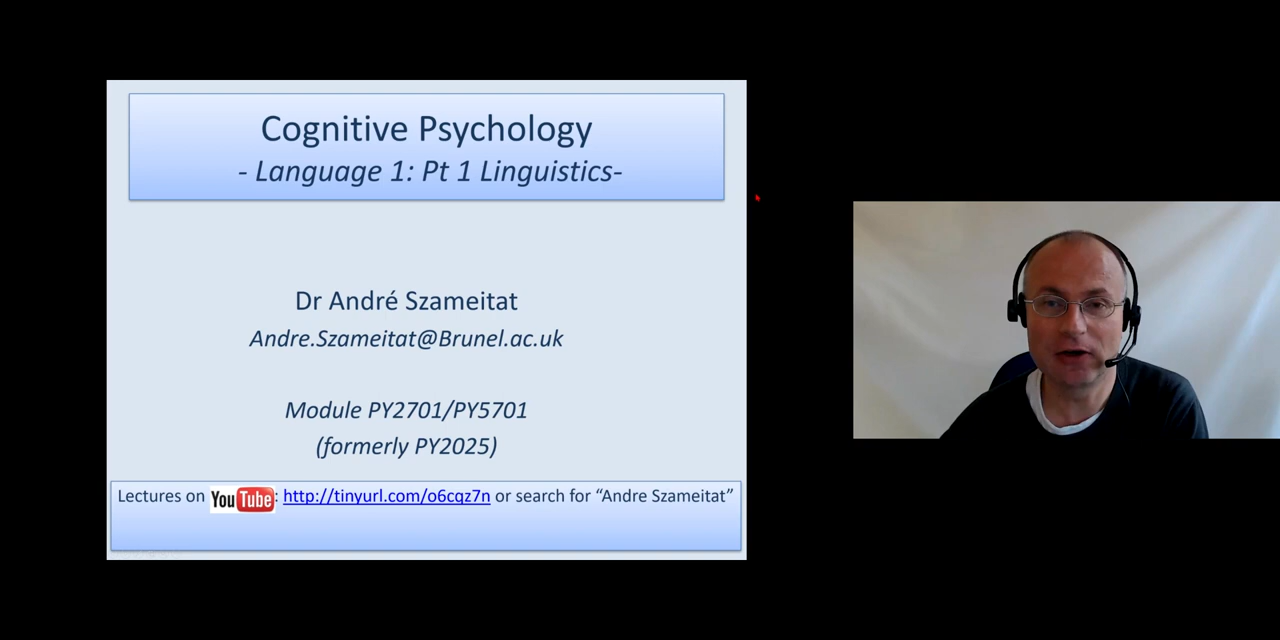 Cognitive Psychology
- Language 1: Pt 1 Linguistics-
Dr André Szameitat
Andre.Szameitat@Brunel.ac.uk
Module PY2701/PY5701
(formerly PY2025)
Lectures on YouTube: http://tinyurl.com/o6cqz7n or search for “Andre Szameitat”